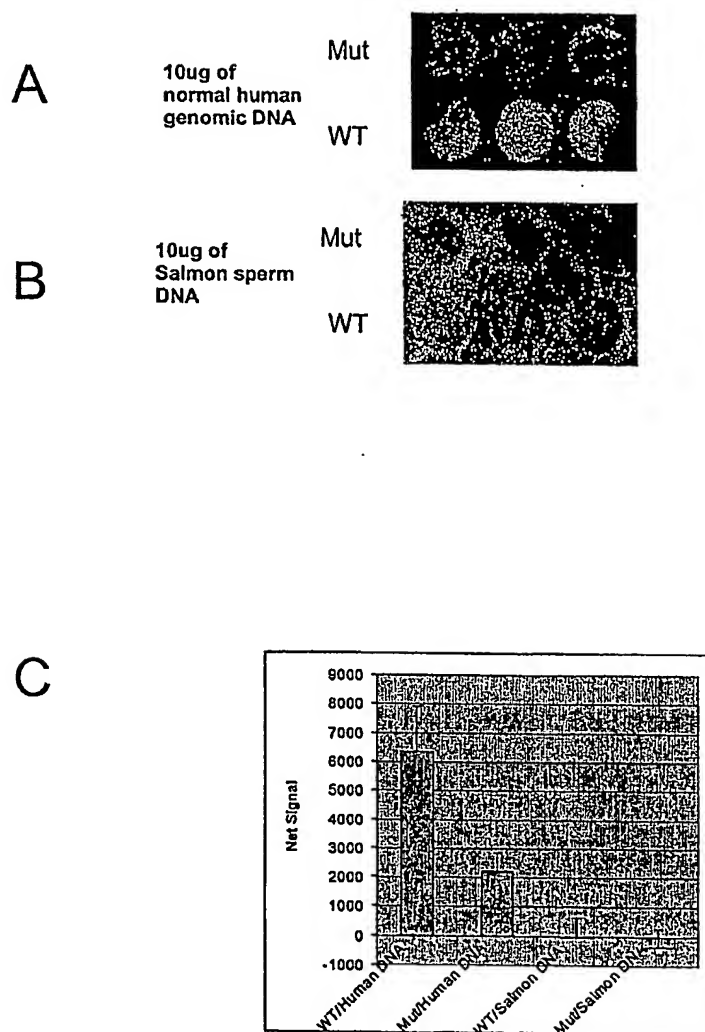 A
10ug of
normal human
genomic DNA
Mut
WT
B
10ug of
Salmon sperm
DNA
Mut
WT
C
Net Signal
9000
8000
7000
6000
5000
4000
3000
2000
1000
0
-1000
WT/Human DNA
Mut/Human DNA
WT/Salmon DNA
Mut/Salmon DNA